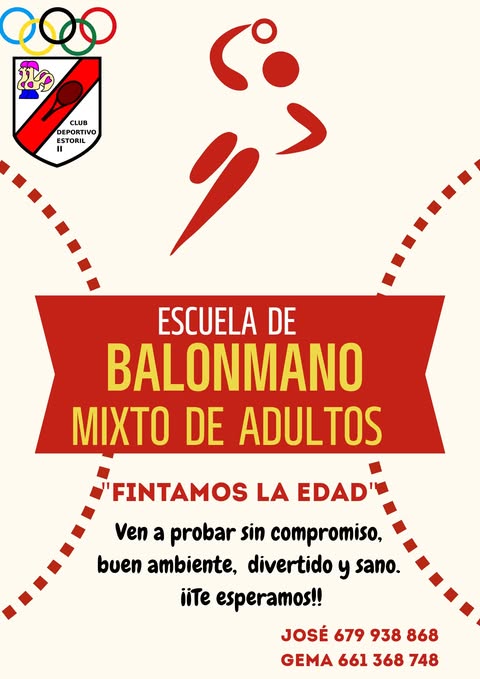 CLUB
DEPORTIVO
ESTORIL
II
ESCUELA DE
BALONMANO
MIXTO DE ADULTOS
"FINTAMOS LA EDAD"
Ven a probar sin compromiso,
buen ambiente, divertido y sano.
¡¡Te esperamos!!
JOSÉ 679 938 868
GEMA 661 368 748